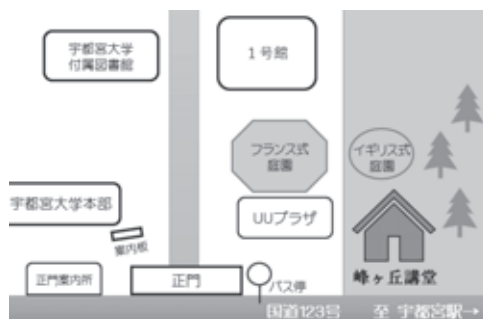 宇都宮大学
付属図書館
1号館
フランス式
庭園
イギリス式
庭園
宇都宮大学本部
UUプラザ
案内板
正門案内所
正門
バス停
峰ヶ丘講堂
国道123号
至 宇都宮駅→